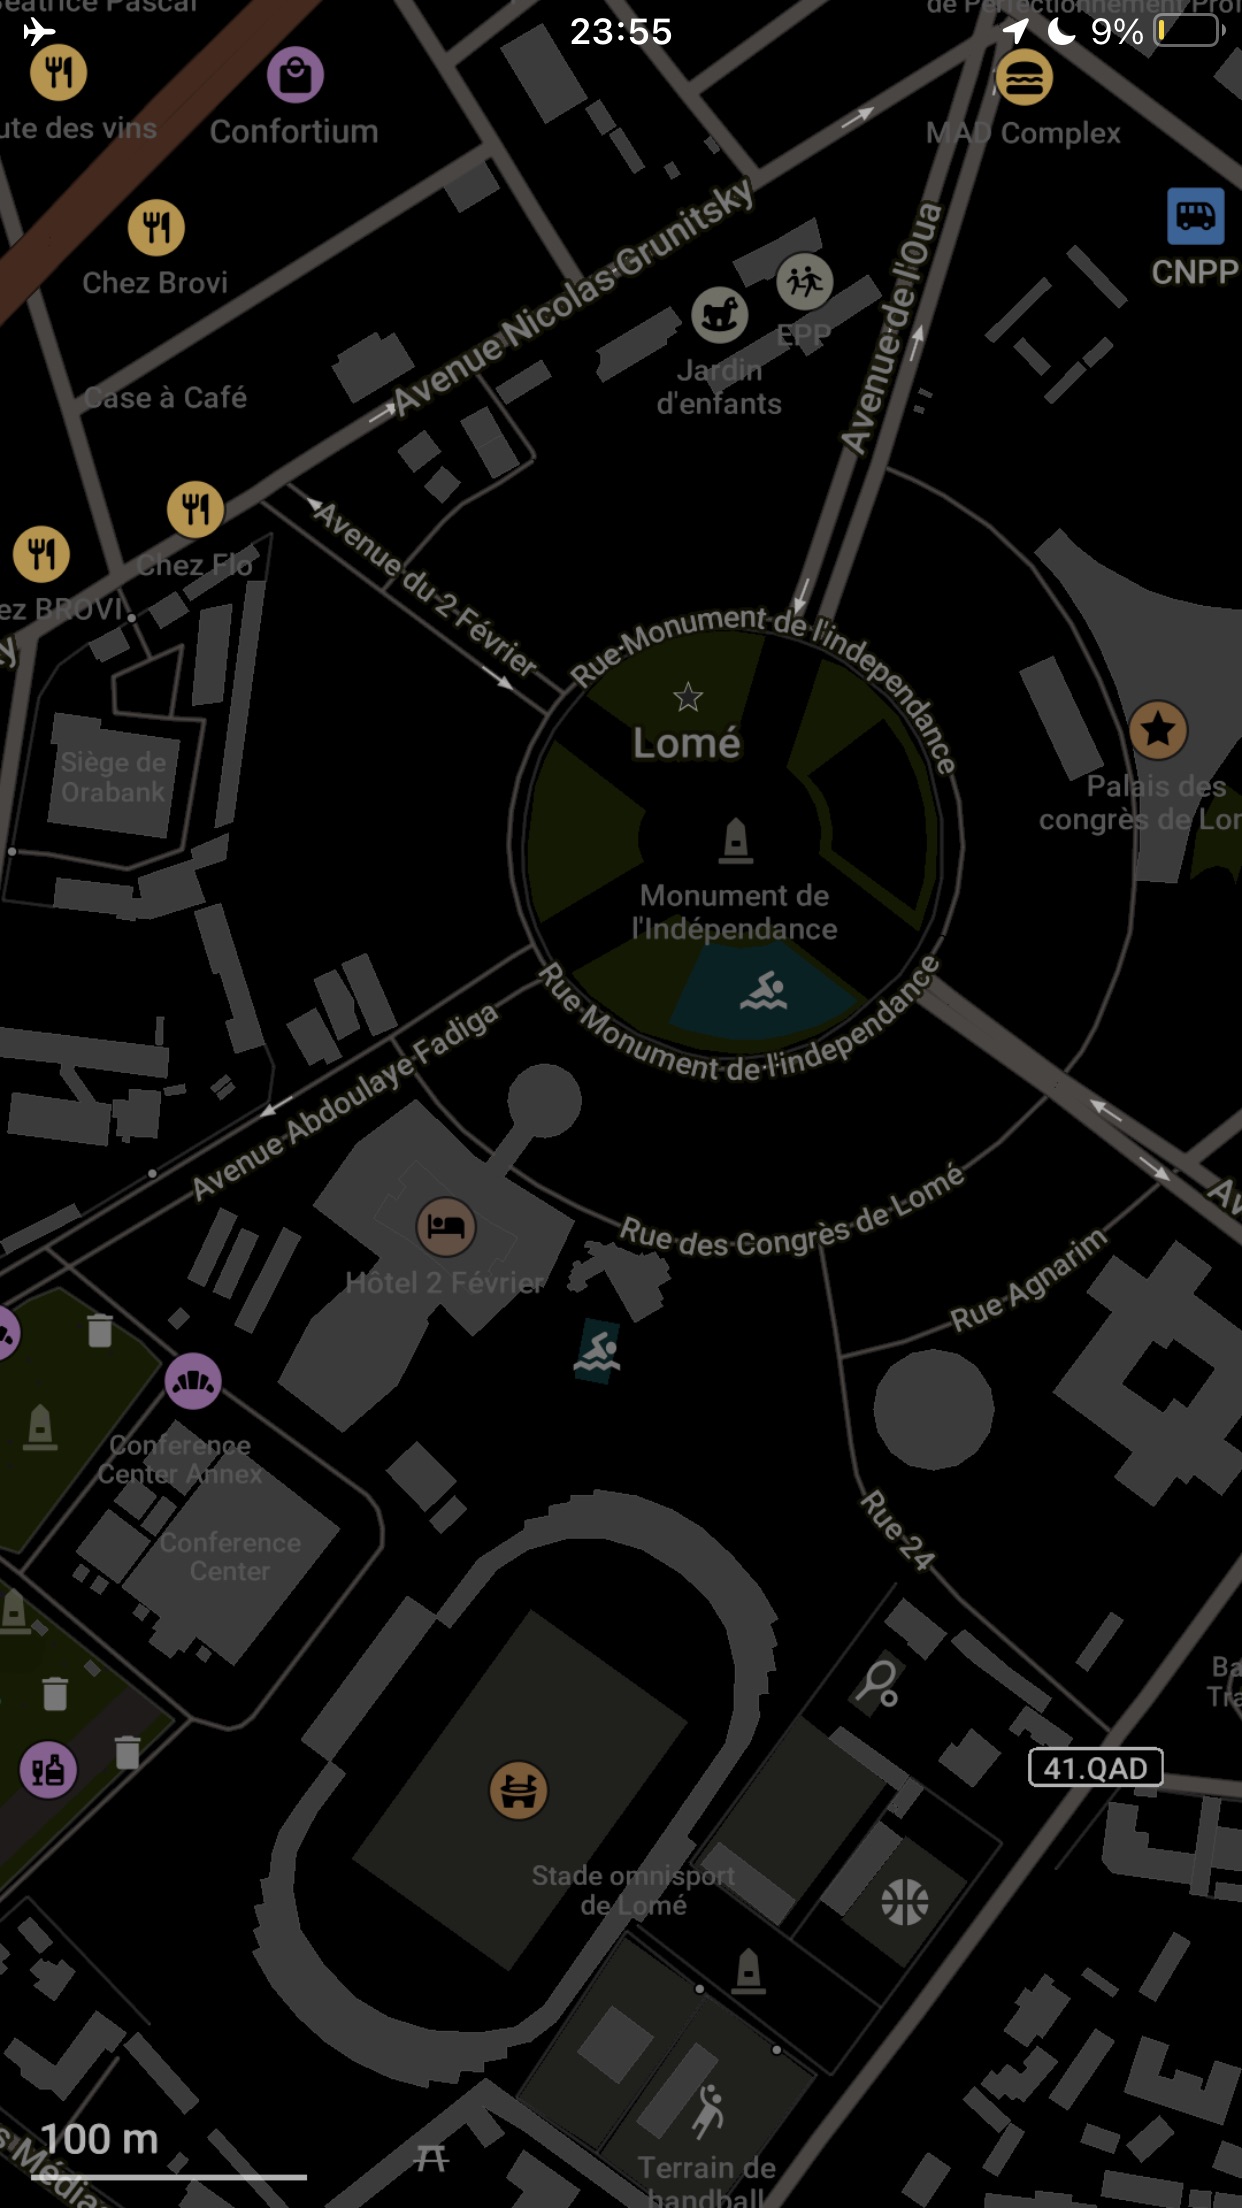 23:55
9%
Confortium
MAD Complex
Chez Brovi
CNPP
Avenue Nicolas Grunitsky
Avenue de l'Oua
EPP
Jardin
d'enfants
Case à Café
Chez Flo
Avenue du 2 Février
Rue Monument de l'independance
Lomé
Siège de
Orabank
Palais des
congrès de Lom
Monument de
l'Indépendance
Rue Monument de l'independance
Avenue Abdoulaye Fadiga
Rue des Congrès de Lomé
Rue Agnarim
Hôtel 2 Février
Conference
Center Annex
Conference
Center
Rue 24
41.QAD
Stade omnisport
de Lomé
100 m
Terrain de
handball